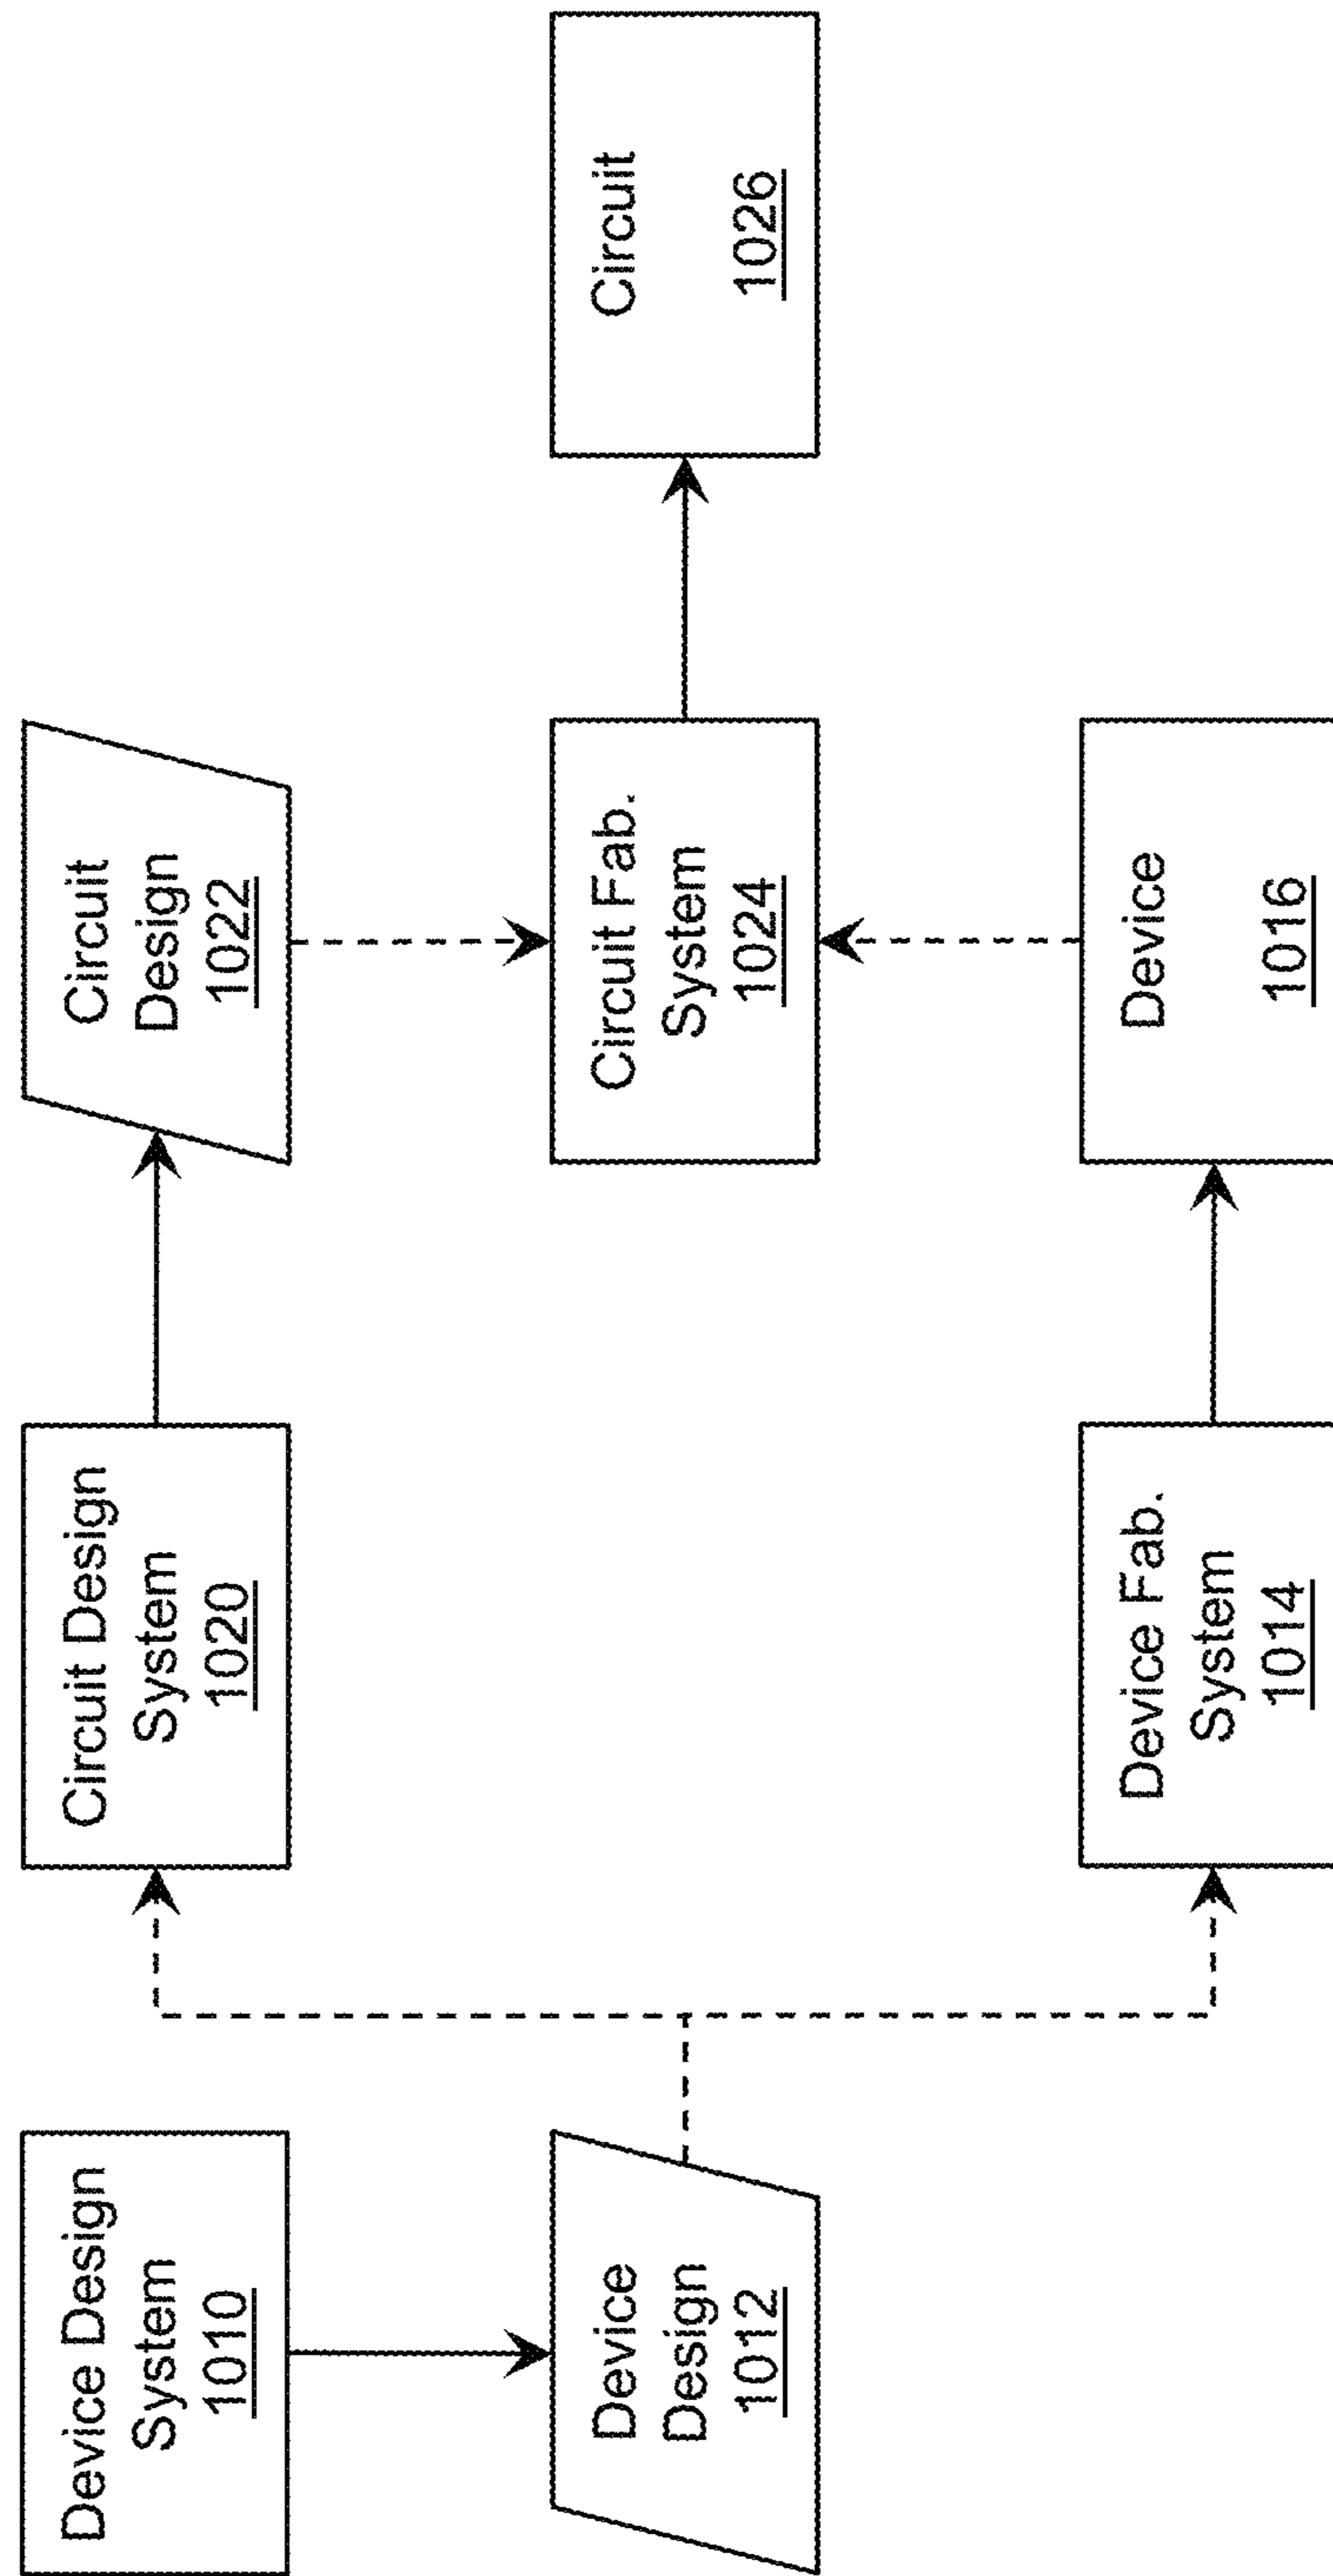 Device Design
System
1010
Device
Design
1012
Circuit Design
System
1020
Device Fab.
System
1014
Circuit
Design
1022
Circuit Fab.
System
1024
Device
1016
Circuit
1026